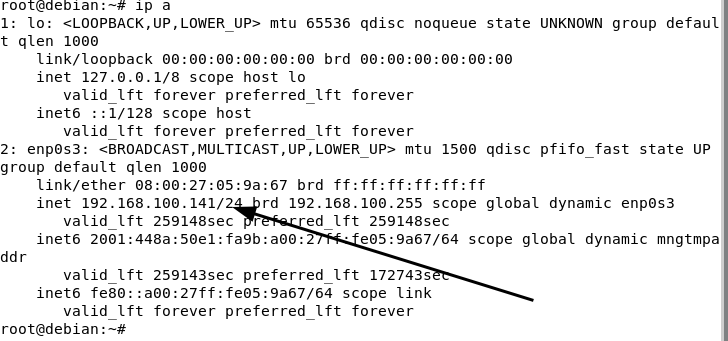 root@debian:~# ip a
1: lo: <LOOPBACK,UP,LOWER_UP> mtu 65536 qdisc noqueue state UNKNOWN group defaul
t qlen 1000
    link/loopback 00:00:00:00:00:00 brd 00:00:00:00:00:00
    inet 127.0.0.1/8 scope host lo
       valid_lft forever preferred_lft forever
    inet6 ::1/128 scope host
       valid_lft forever preferred_lft forever
2: enp0s3: <BROADCAST,MULTICAST,UP,LOWER_UP> mtu 1500 qdisc pfifo_fast state UP
group default qlen 1000
    link/ether 08:00:27:05:9a:67 brd ff:ff:ff:ff:ff:ff
    inet 192.168.100.141/24 brd 192.168.100.255 scope global dynamic enp0s3
       valid_lft 259148sec preferred_lft 259148sec
    inet6 2001:448a:50e1:fa9b:a00:27ff:fe05:9a67/64 scope global dynamic mngtmpa
ddr
       valid_lft 259143sec preferred_lft 172743sec
    inet6 fe80::a00:27ff:fe05:9a67/64 scope link
       valid_lft forever preferred_lft forever
root@debian:~#